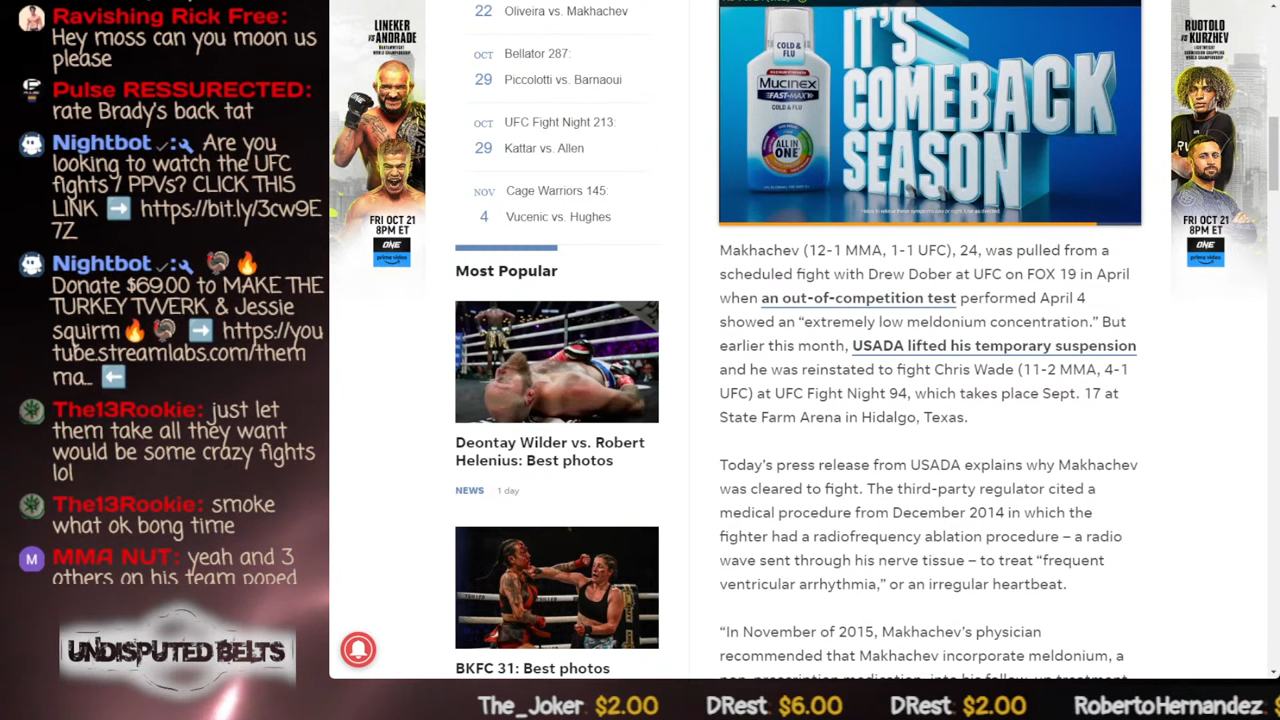 Ravishing Rick Free:
Hey moss can you moon us
please
Pulse RESSURECTED:
rate Brady's back tat
Nightbot ✓:🔧 Are you
looking to watch the UFC
fights / PPVs? CLICK THIS
LINK ➡️ https://bit.ly/3cw9E
7Z
Nightbot ✓:🔧 🦃🔥
Donate $69.00 to MAKE THE
TURKEY TWERK & Jessie
squirm🔥🦃 ➡️ https://you
tube.streamlabs.com/them
ma... ⬅️
The13Rookie: just let
them take all they want
would be some crazy fights
lol
The13Rookie: smoke
what ok bong time
M
MMA NUT: yeah and 3
others on his team poped
UNDISPUTED BELTS
LINEKER
VS
ANDRADE
FRI OCT 21
8PM ET
ONE
prime video
22 Oliveira vs. Makhachev
OCT Bellator 287:
29 Piccolotti vs. Barnaoui
OCT UFC Fight Night 213:
29 Kattar vs. Allen
NOV Cage Warriors 145:
4 Vucenic vs. Hughes
Most Popular
Deontay Wilder vs. Robert
Helenius: Best photos
NEWS 1 day
BKFC 31: Best photos
COLD &
FLU
Mucinex
FAST-MAX
COLD & FLU
ALL IN
ONE
IT'S
COMEBACK
SEASON
Makhachev (12-1 MMA, 1-1 UFC), 24, was pulled from a
scheduled fight with Drew Dober at UFC on FOX 19 in April
when an out-of-competition test performed April 4
showed an “extremely low meldonium concentration.” But
earlier this month, USADA lifted his temporary suspension
and he was reinstated to fight Chris Wade (11-2 MMA, 4-1
UFC) at UFC Fight Night 94, which takes place Sept. 17 at
State Farm Arena in Hidalgo, Texas.
Today’s press release from USADA explains why Makhachev
was cleared to fight. The third-party regulator cited a
medical procedure from December 2014 in which the
fighter had a radiofrequency ablation procedure – a radio
wave sent through his nerve tissue – to treat “frequent
ventricular arrhythmia,” or an irregular heartbeat.
“In November of 2015, Makhachev’s physician
recommended that Makhachev incorporate meldonium, a
non-prescription medication, into his follow-up treatment
RUOTOLO
VS
KURZHEV
FRI OCT 21
8PM ET
ONE
prime video
The_Joker $2.00 DRest $6.00 DRest $2.00 RobertoHernandez